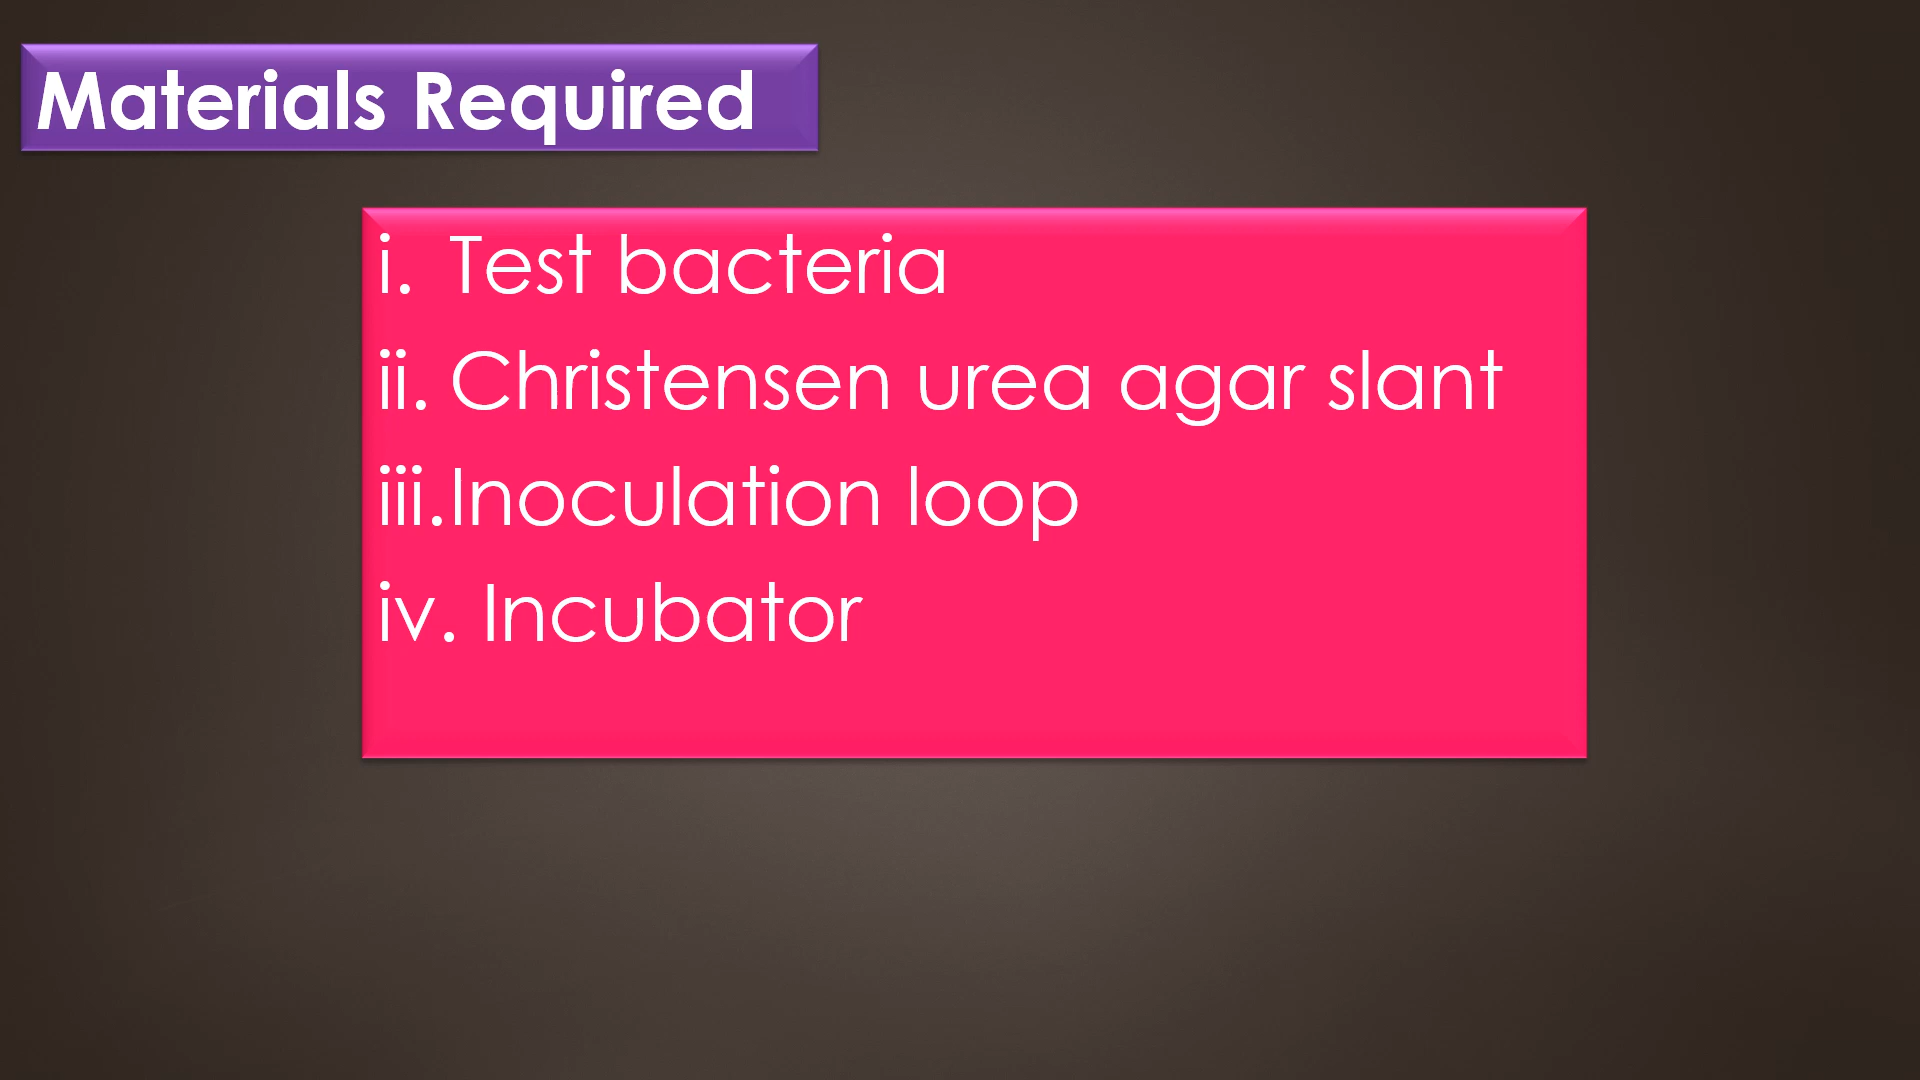 Materials Required
i. Test bacteria
ii. Christensen urea agar slant
iii.Inoculation loop
iv. Incubator